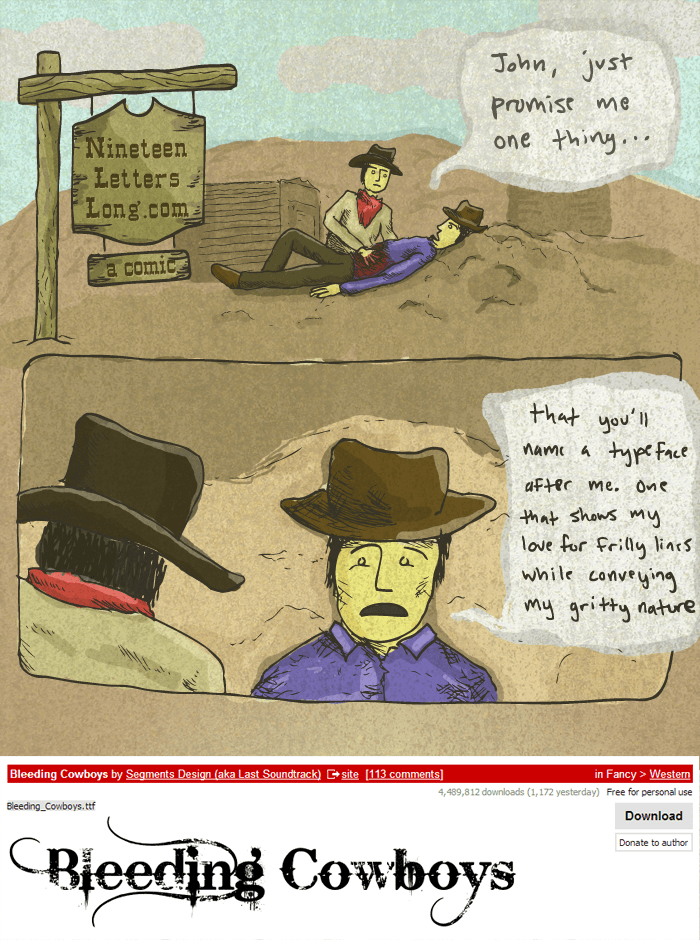 John, just
promise me
one thing...
Nineteen
Letters
Long.com
a comic
that you'll
name a typeface
after me. one
that shows my
love for frilly lines
while conveying
my gritty nature
Bleeding Cowboys by Segments Design (aka Last Soundtrack) site [113 comments] in Fancy > Western
4,489,812 downloads (1,172 yesterday) Free for personal use
Bleeding_Cowboys.ttf
Download
Donate to author
Bleeding Cowboys